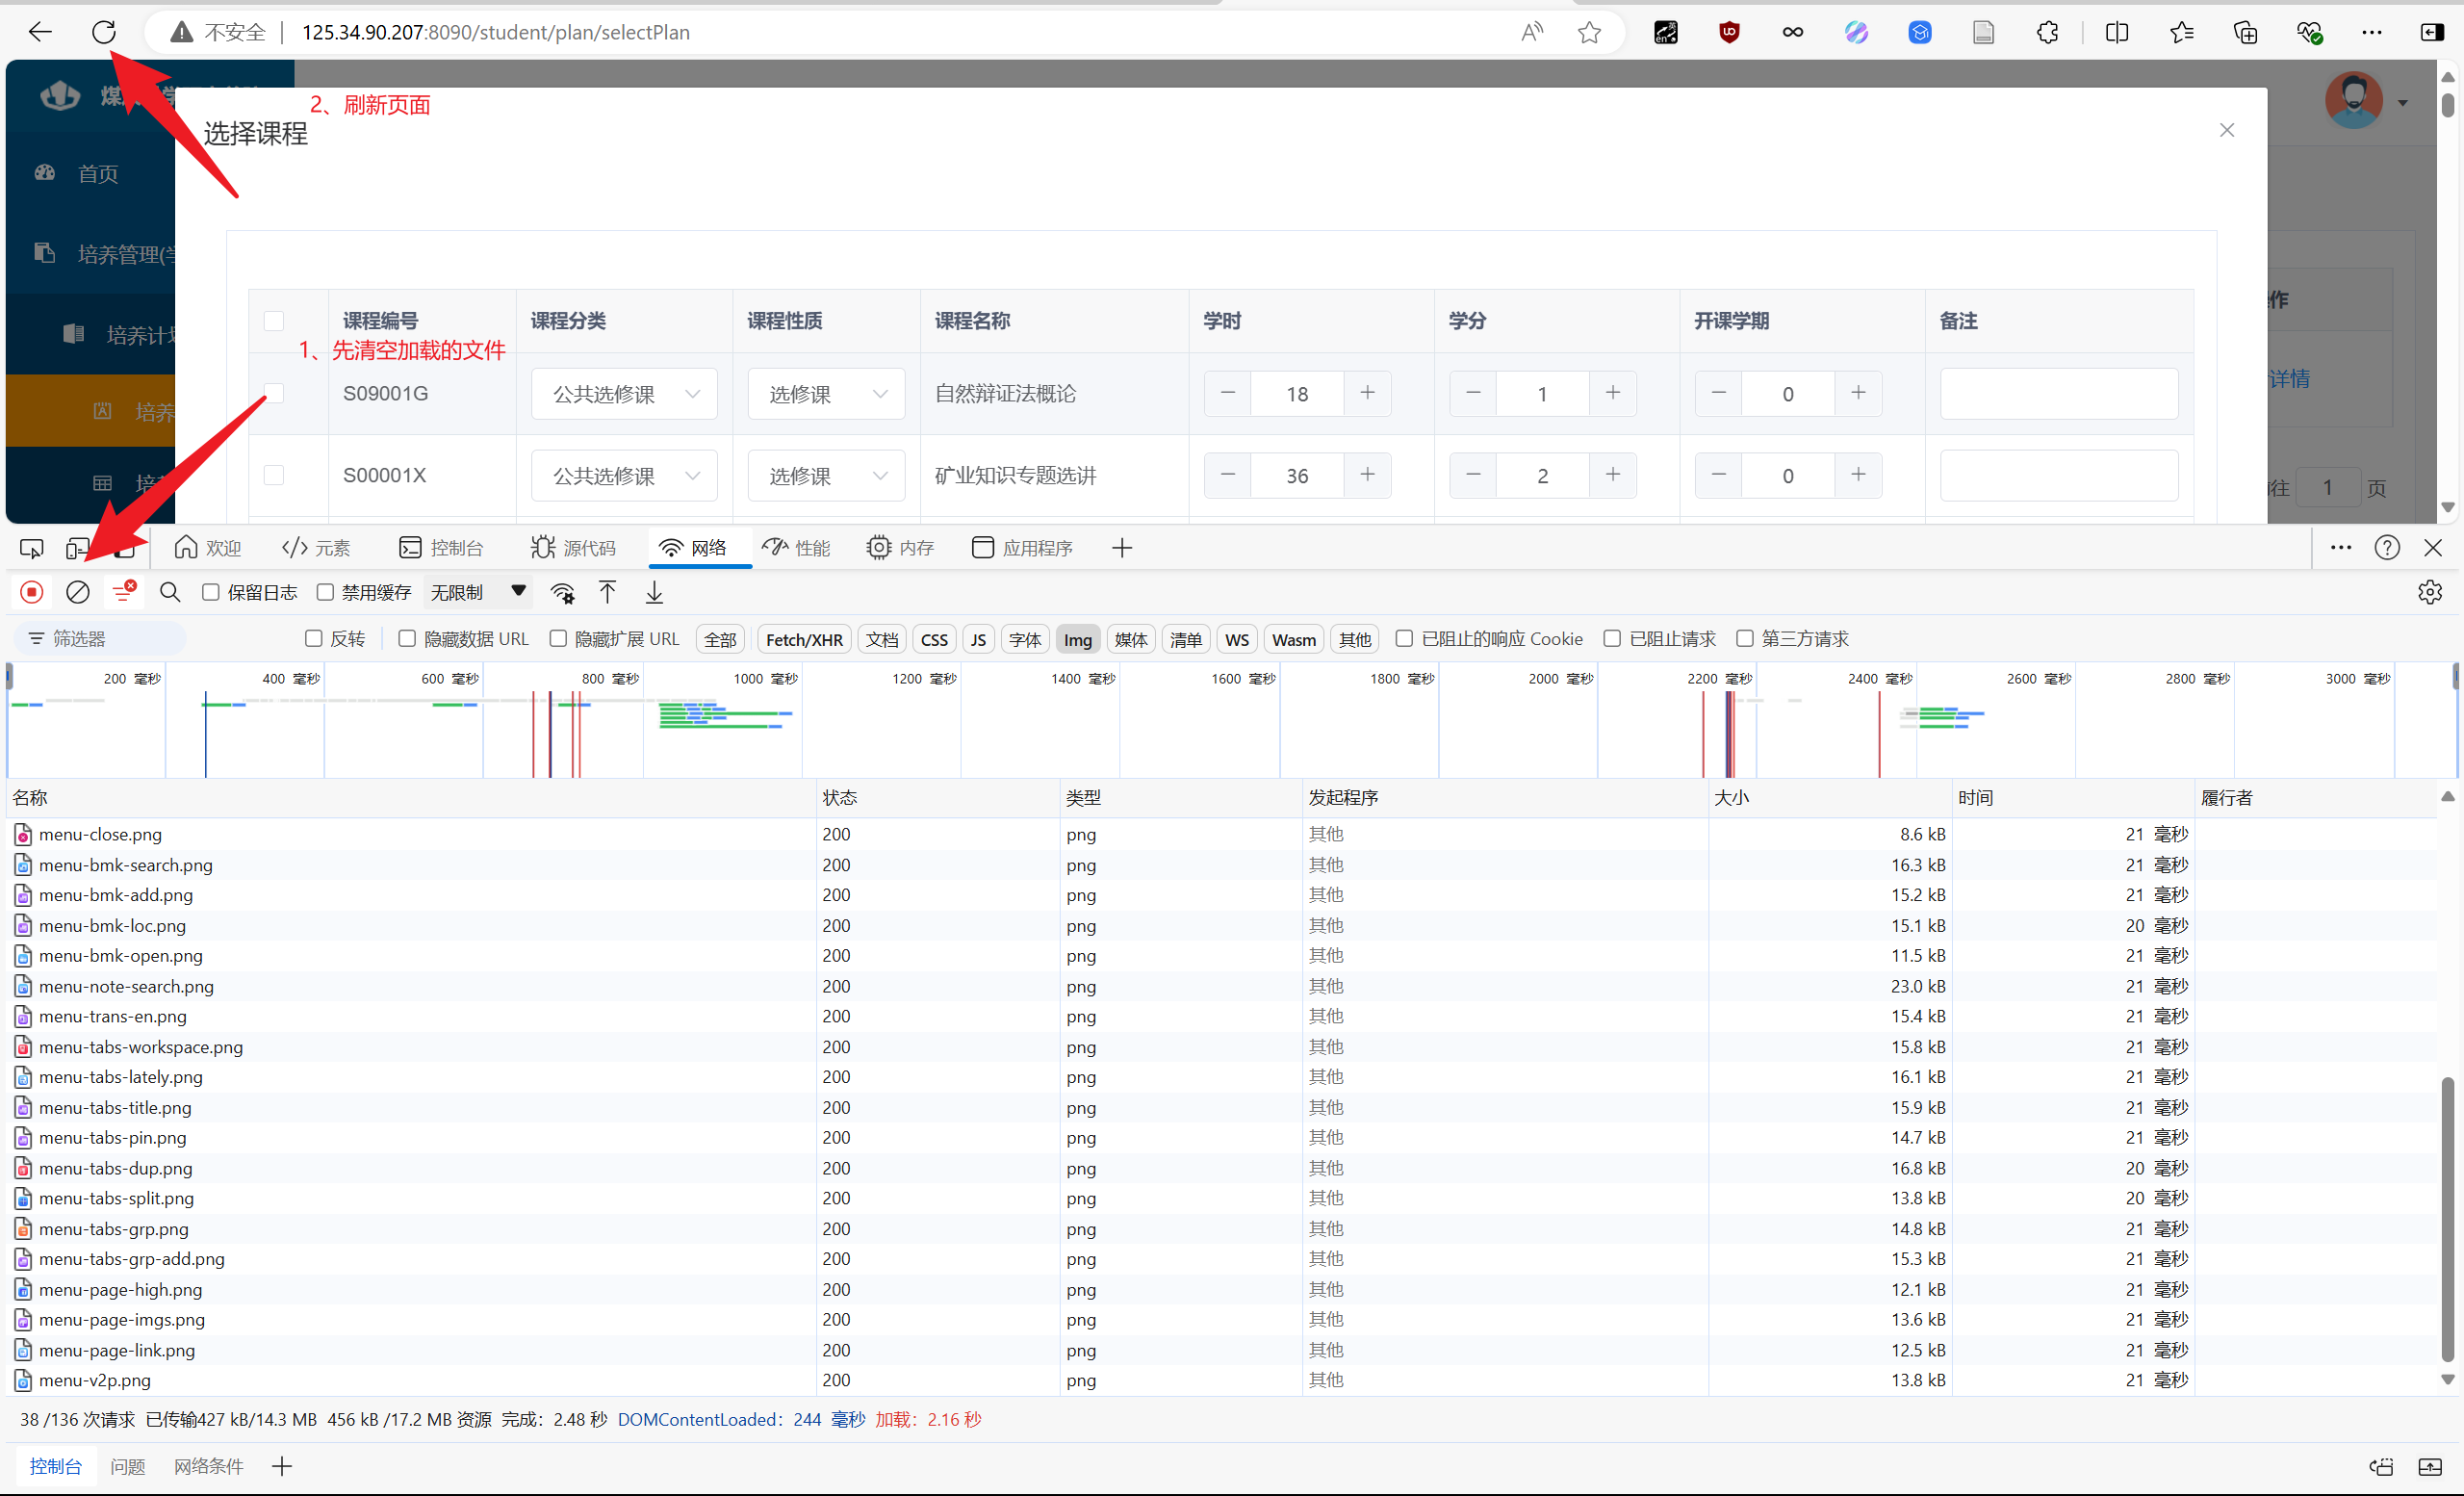 不安全 125.34.90.207:8090/student/plan/selectPlan
2、刷新页面
选择课程
首页
培养管理(学
培养计划
培养
课程编号 课程分类 课程性质 课程名称 学时 学分 开课学期 备注
1、先清空加载的文件
S09001G 公共选修课 选修课 自然辩证法概论 18 1 0
详情
S00001X 公共选修课 选修课 矿业知识专题选讲 36 2 0
1 页
欢迎 元素 控制台 源代码 网络 性能 内存 应用程序
保留日志 禁用缓存 无限制
筛选器 反转 隐藏数据 URL 隐藏扩展 URL 全部 Fetch/XHR 文档 CSS JS 字体 Img 媒体 清单 WS Wasm 其他 已阻止的响应 Cookie 已阻止请求 第三方请求
200 毫秒 400 毫秒 600 毫秒 800 毫秒 1000 毫秒 1200 毫秒 1400 毫秒 1600 毫秒 1800 毫秒 2000 毫秒 2200 毫秒 2400 毫秒 2600 毫秒 2800 毫秒 3000 毫秒
名称 状态 类型 发起程序 大小 时间 履行者
menu-close.png 200 png 其他 8.6 kB 21 毫秒
menu-bmk-search.png 200 png 其他 16.3 kB 21 毫秒
menu-bmk-add.png 200 png 其他 15.2 kB 21 毫秒
menu-bmk-loc.png 200 png 其他 15.1 kB 20 毫秒
menu-bmk-open.png 200 png 其他 11.5 kB 21 毫秒
menu-note-search.png 200 png 其他 23.0 kB 21 毫秒
menu-trans-en.png 200 png 其他 15.4 kB 21 毫秒
menu-tabs-workspace.png 200 png 其他 15.8 kB 21 毫秒
menu-tabs-lately.png 200 png 其他 16.1 kB 21 毫秒
menu-tabs-title.png 200 png 其他 15.9 kB 21 毫秒
menu-tabs-pin.png 200 png 其他 14.7 kB 21 毫秒
menu-tabs-dup.png 200 png 其他 16.8 kB 20 毫秒
menu-tabs-split.png 200 png 其他 13.8 kB 20 毫秒
menu-tabs-grp.png 200 png 其他 14.8 kB 21 毫秒
menu-tabs-grp-add.png 200 png 其他 15.3 kB 21 毫秒
menu-page-high.png 200 png 其他 12.1 kB 21 毫秒
menu-page-imgs.png 200 png 其他 13.6 kB 21 毫秒
menu-page-link.png 200 png 其他 12.5 kB 21 毫秒
menu-v2p.png 200 png 其他 13.8 kB 21 毫秒
38 /136 次请求 已传输427 kB/14.3 MB 456 kB /17.2 MB 资源 完成：2.48 秒 DOMContentLoaded：244 毫秒 加载：2.16 秒
控制台 问题 网络条件